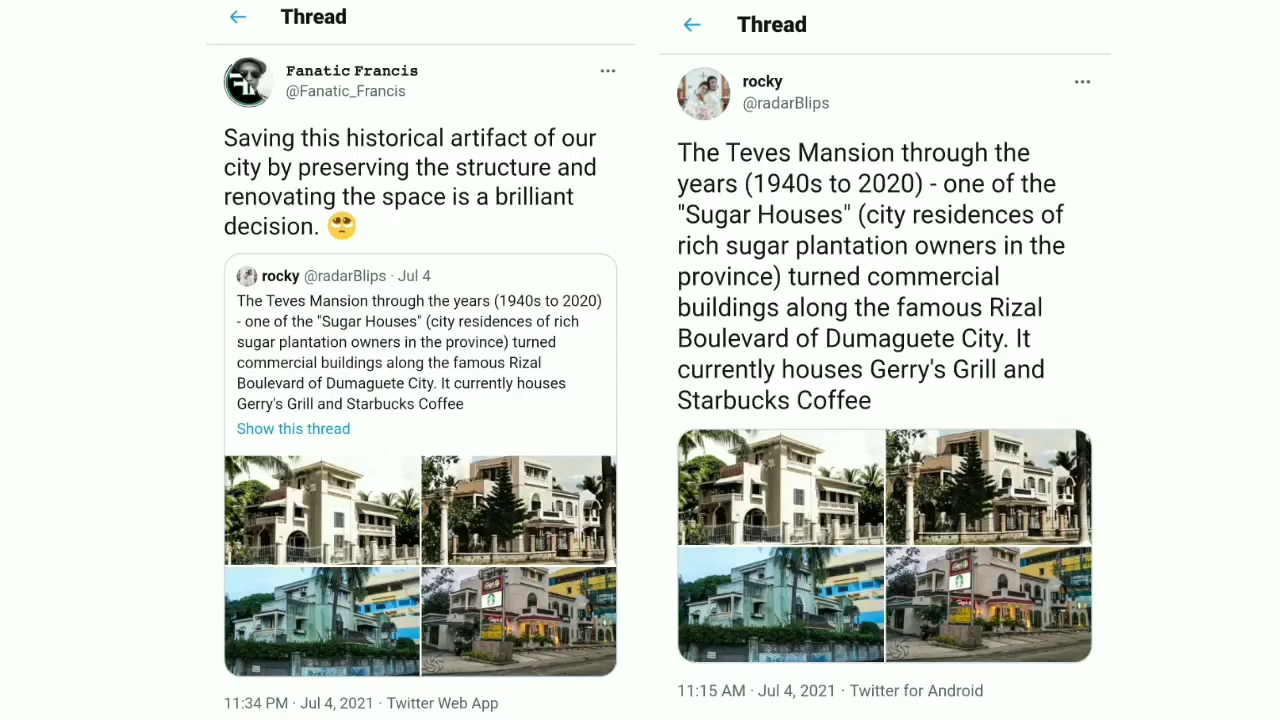 Thread
Fanatic Francis
@Fanatic_Francis
Saving this historical artifact of our
city by preserving the structure and
renovating the space is a brilliant
decision. 🥺
rocky @radarBlips · Jul 4
The Teves Mansion through the years (1940s to 2020)
- one of the "Sugar Houses" (city residences of rich
sugar plantation owners in the province) turned
commercial buildings along the famous Rizal
Boulevard of Dumaguete City. It currently houses
Gerry's Grill and Starbucks Coffee
Show this thread
11:34 PM · Jul 4, 2021 · Twitter Web App
Thread
rocky
@radarBlips
The Teves Mansion through the
years (1940s to 2020) - one of the
"Sugar Houses" (city residences of
rich sugar plantation owners in the
province) turned commercial
buildings along the famous Rizal
Boulevard of Dumaguete City. It
currently houses Gerry's Grill and
Starbucks Coffee
11:15 AM · Jul 4, 2021 · Twitter for Android